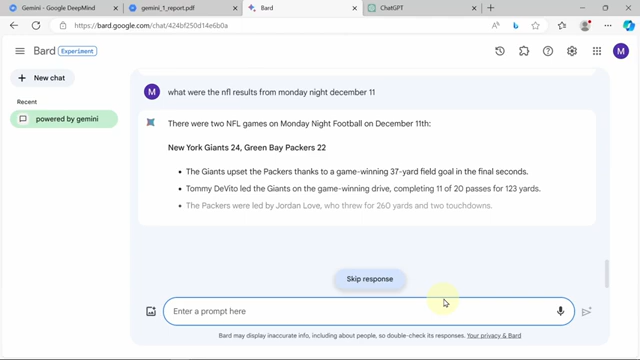 Gemini - Google DeepMind
gemini_1_report.pdf
Bard
ChatGPT
https://bard.google.com/chat/424bf250d14e6b0a
Bard Experiment
M
New chat
Recent
powered by gemini
M what were the nfl results from monday night december 11
There were two NFL games on Monday Night Football on December 11th:
New York Giants 24, Green Bay Packers 22
• The Giants upset the Packers thanks to a game-winning 37-yard field goal in the final seconds.
• Tommy DeVito led the Giants on the game-winning drive, completing 11 of 20 passes for 123 yards.
• The Packers were led by Jordan Love, who threw for 260 yards and two touchdowns.
Skip response
Enter a prompt here
Bard may display inaccurate info, including about people, so double-check its responses. Your privacy & Bard